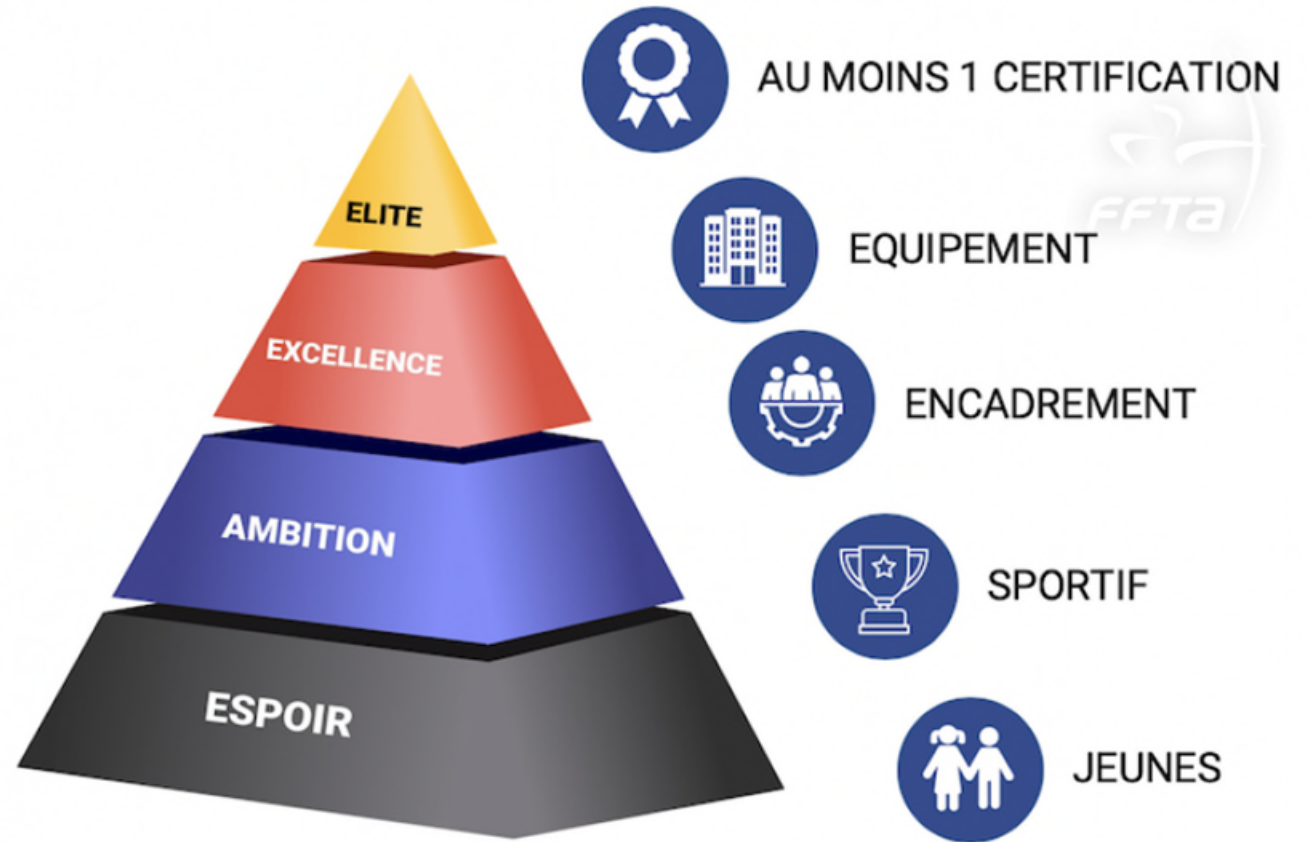 AU MOINS 1 CERTIFICATION
FFTa
ELITE
EQUIPEMENT
EXCELLENCE
ENCADREMENT
AMBITION
SPORTIF
ESPOIR
JEUNES